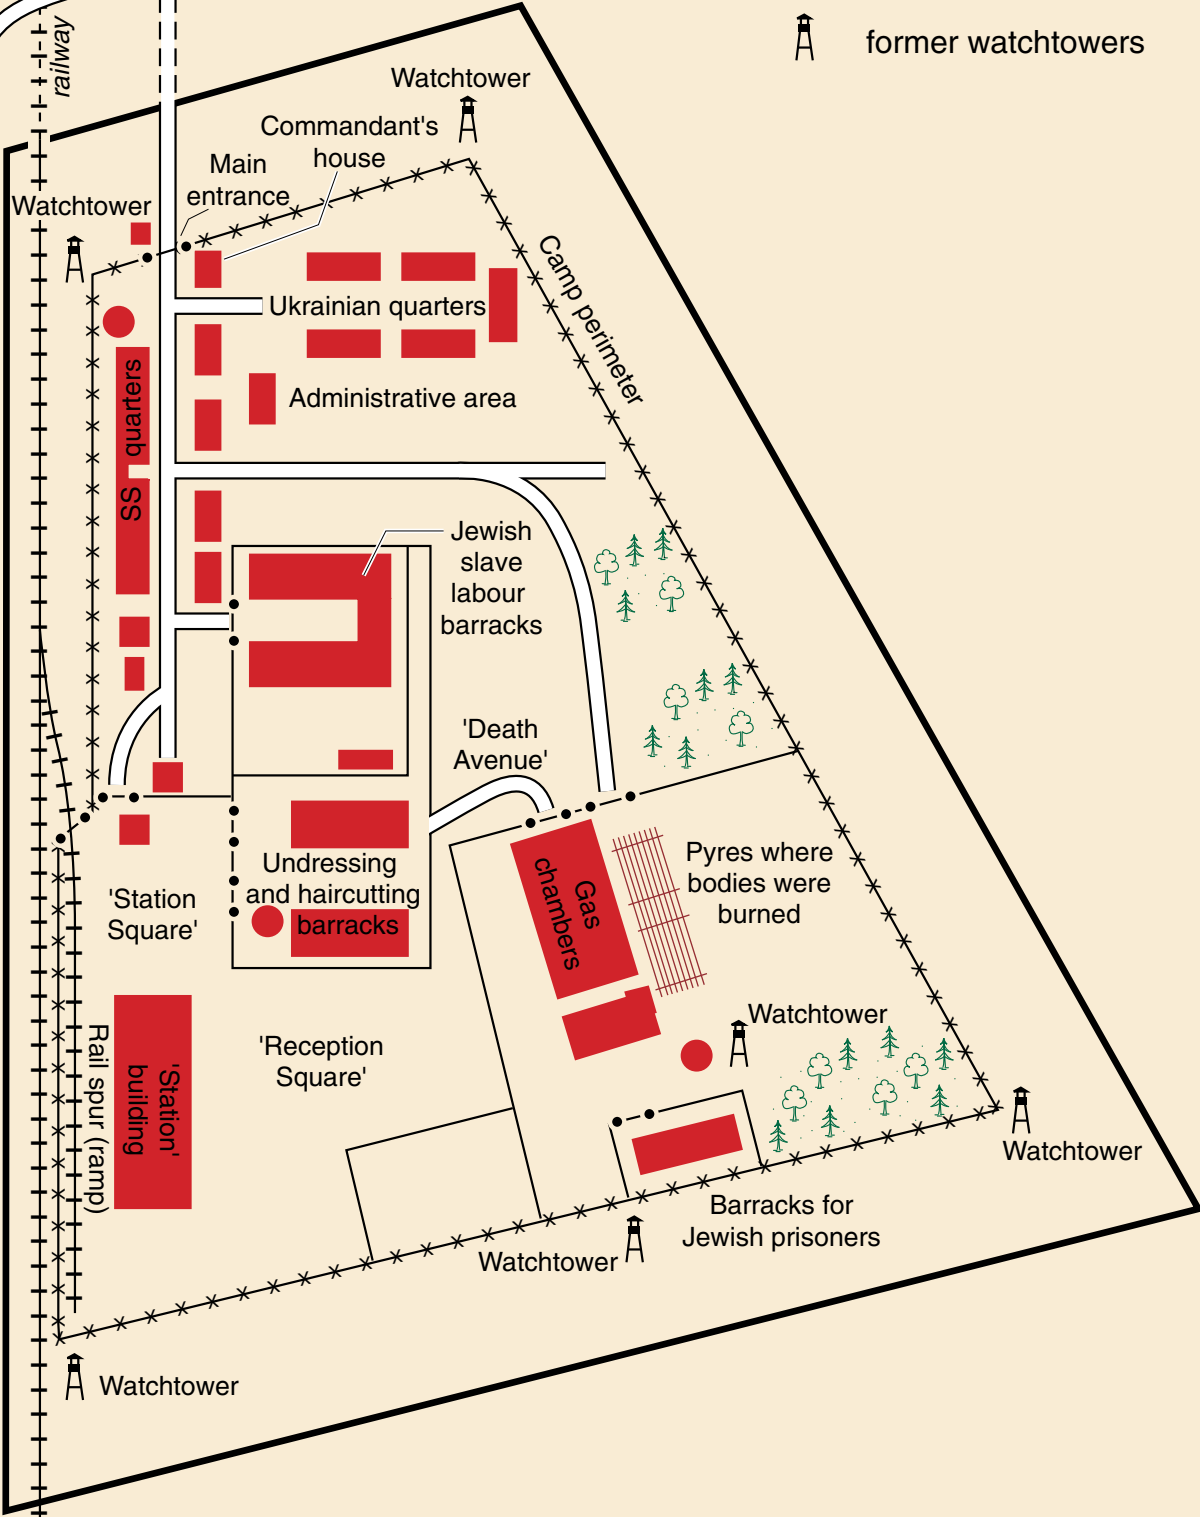 railway
former watchtowers
Watchtower
Commandant's
house
Main
entrance
Watchtower
Camp perimeter
Ukrainian quarters
SS quarters
Administrative area
Jewish
slave
labour
barracks
'Death
Avenue'
Undressing
and haircutting
barracks
'Station
Square'
Gas
chambers
Pyres where
bodies were
burned
Watchtower
'Reception
Square'
Rail spur (ramp)
'Station'
building
Watchtower
Barracks for
Jewish prisoners
Watchtower
Watchtower